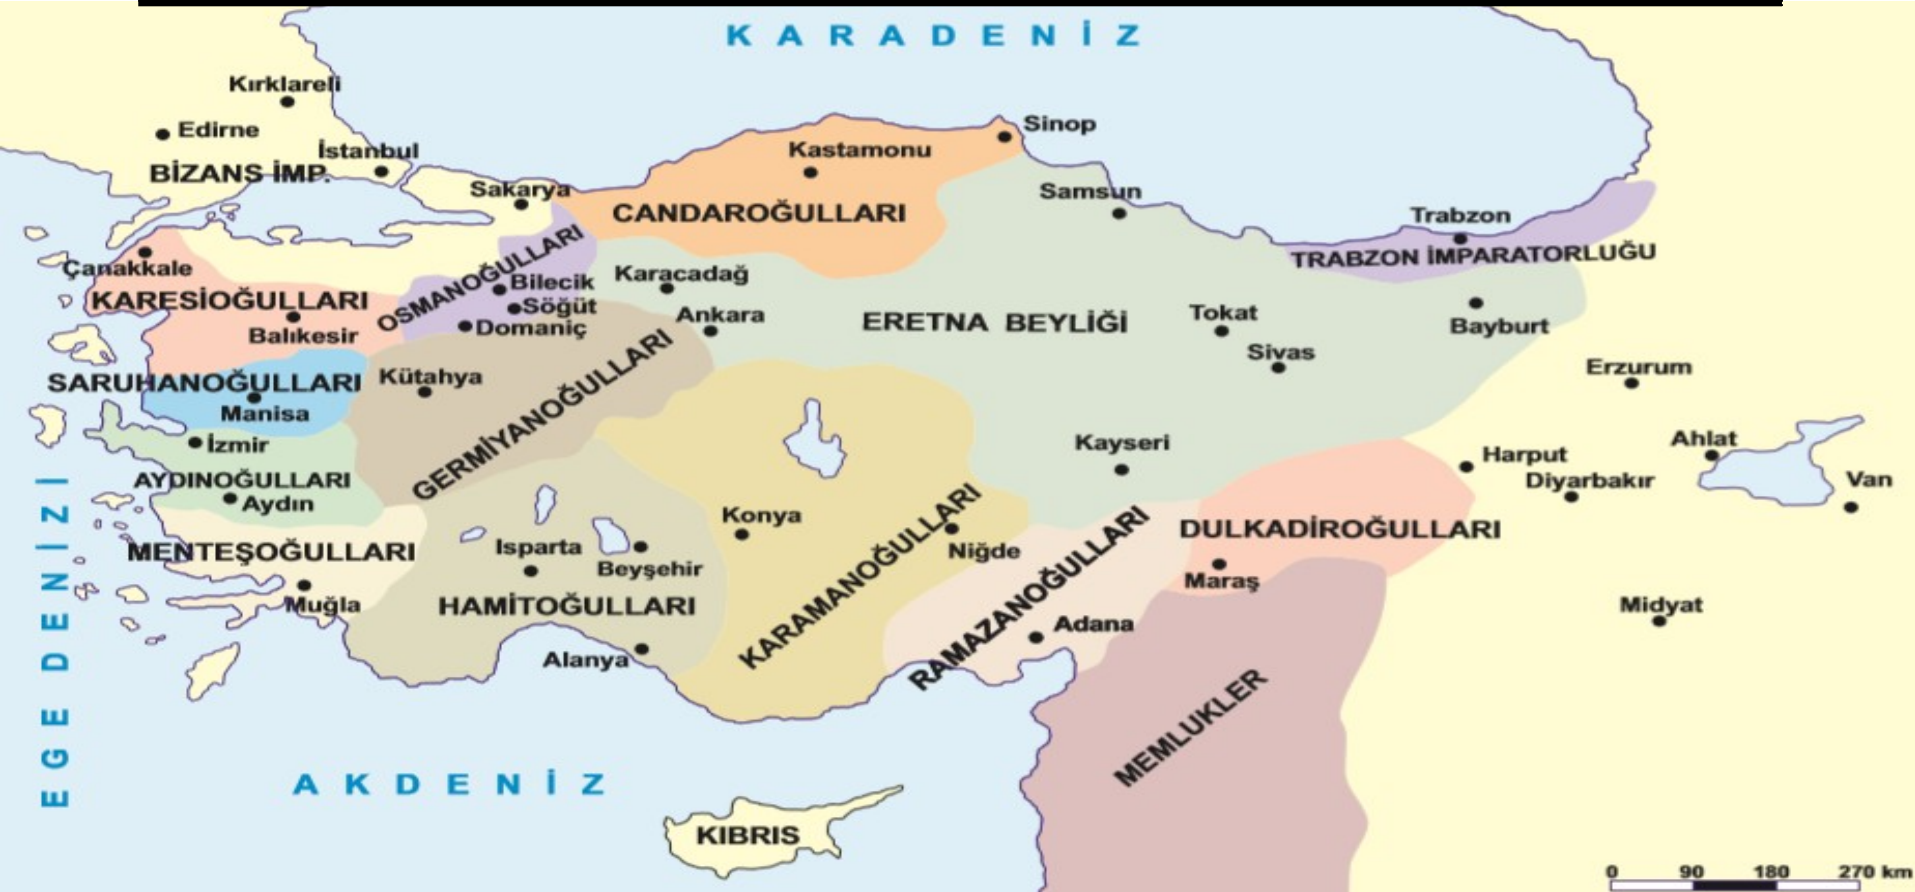 KARADENİZ
Kırklareli
Edirne
İstanbul
BİZANS İMP.
Sakarya
Kastamonu
Sinop
CANDAROĞULLARI
Samsun
Trabzon
TRABZON İMPARATORLUĞU
Çanakkale
KARESİOĞULLARI
Balıkesir
OSMANOĞULLARI
Bilecik
Söğüt
Domaniç
Karacadağ
Ankara
ERETNA BEYLİĞİ
Tokat
Sivas
Bayburt
Erzurum
SARUHANOĞULLARI
Manisa
Kütahya
GERMİYANOĞULLARI
İzmir
AYDINOĞULLARI
Aydın
Kayseri
Harput
Diyarbakır
Ahlat
Van
MENTEŞOĞULLARI
Muğla
Isparta
Beyşehir
HAMİTOĞULLARI
Alanya
Konya
KARAMANOĞULLARI
Niğde
RAMAZANOĞULLARI
Adana
DULKADİROĞULLARI
Maraş
Midyat
MEMLUKLER
EGE DENİZİ
AKDENİZ
KIBRIS
0 90 180 270 km